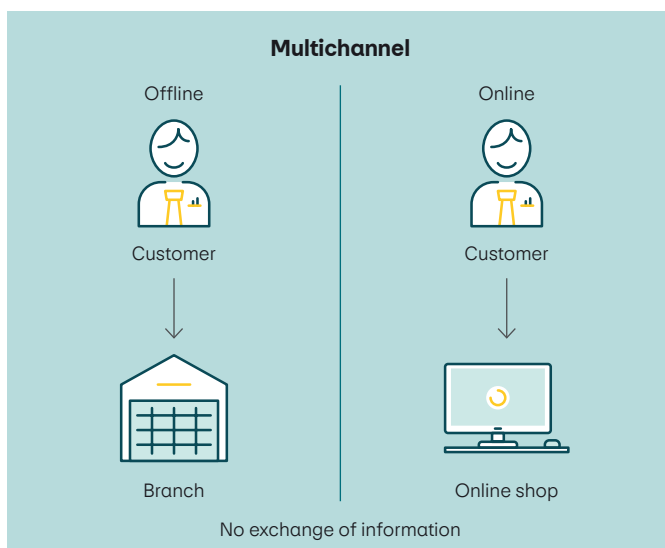 Multichannel
Offline
Online
Customer
Customer
Branch
Online shop
No exchange of information